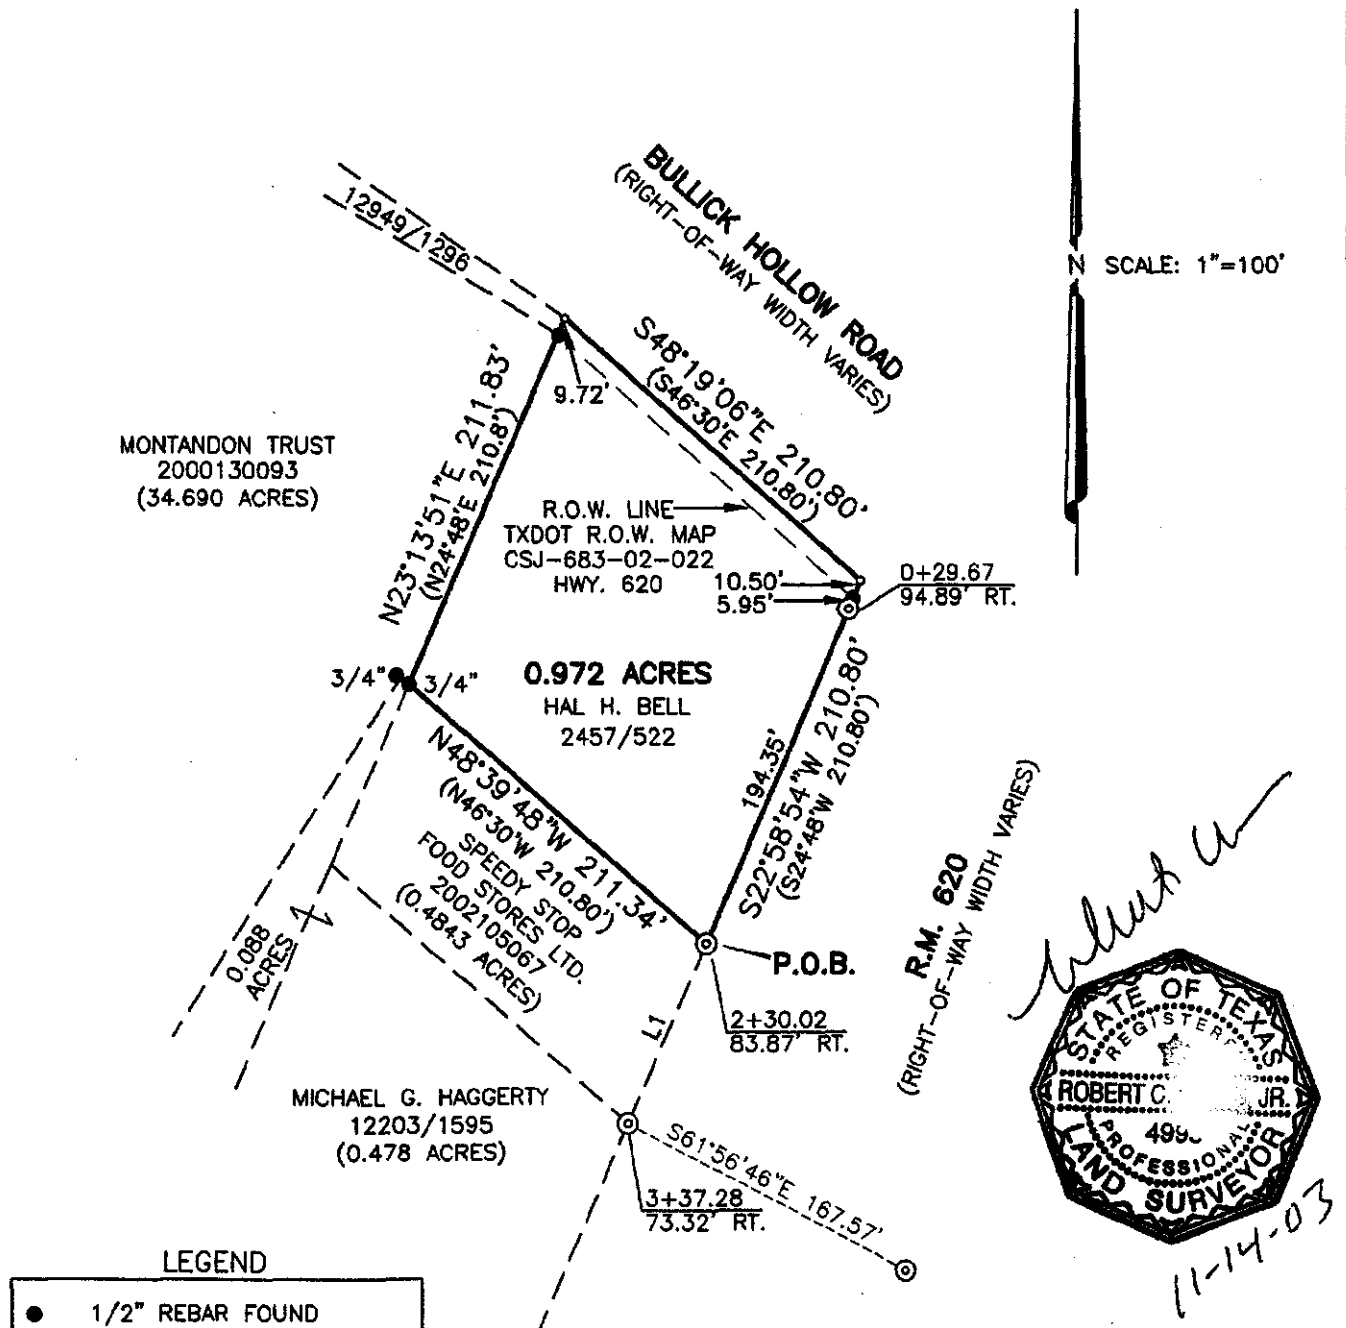 BULLICK HOLLOW ROAD
(RIGHT-OF-WAY WIDTH VARIES)
N SCALE: 1"=100'
12949/1296
S48°19'06"E 210.80'
(S46°30'E 210.80')
9.72'
N23°13'51"E 211.83'
(N24°48'E 210.8')
MONTANDON TRUST
2000130093
(34.690 ACRES)
R.O.W. LINE
TXDOT R.O.W. MAP
CSJ-683-02-022
HWY. 620
10.50'
5.95'
0+29.67
94.89' RT.
3/4"
3/4"
0.972 ACRES
HAL H. BELL
2457/522
194.35'
S22°58'54"W 210.80'
(S24°48'W 210.80')
N48°39'48"W 211.34'
(N46°30'W 210.80')
SPEEDY STOP
FOOD STORES LTD.
2002105067
(0.4843 ACRES)
R.M. 620
(RIGHT-OF-WAY WIDTH VARIES)
0.088
ACRES
P.O.B.
2+30.02
83.87' RT.
L1
MICHAEL G. HAGGERTY
12203/1595
(0.478 ACRES)
S61°56'46"E 167.57'
3+37.28
73.32' RT.
STATE OF TEXAS
ROBERT C. JR.
PROFESSIONAL
LAND SURVEYOR
11-14-03
LEGEND
1/2" REBAR FOUND